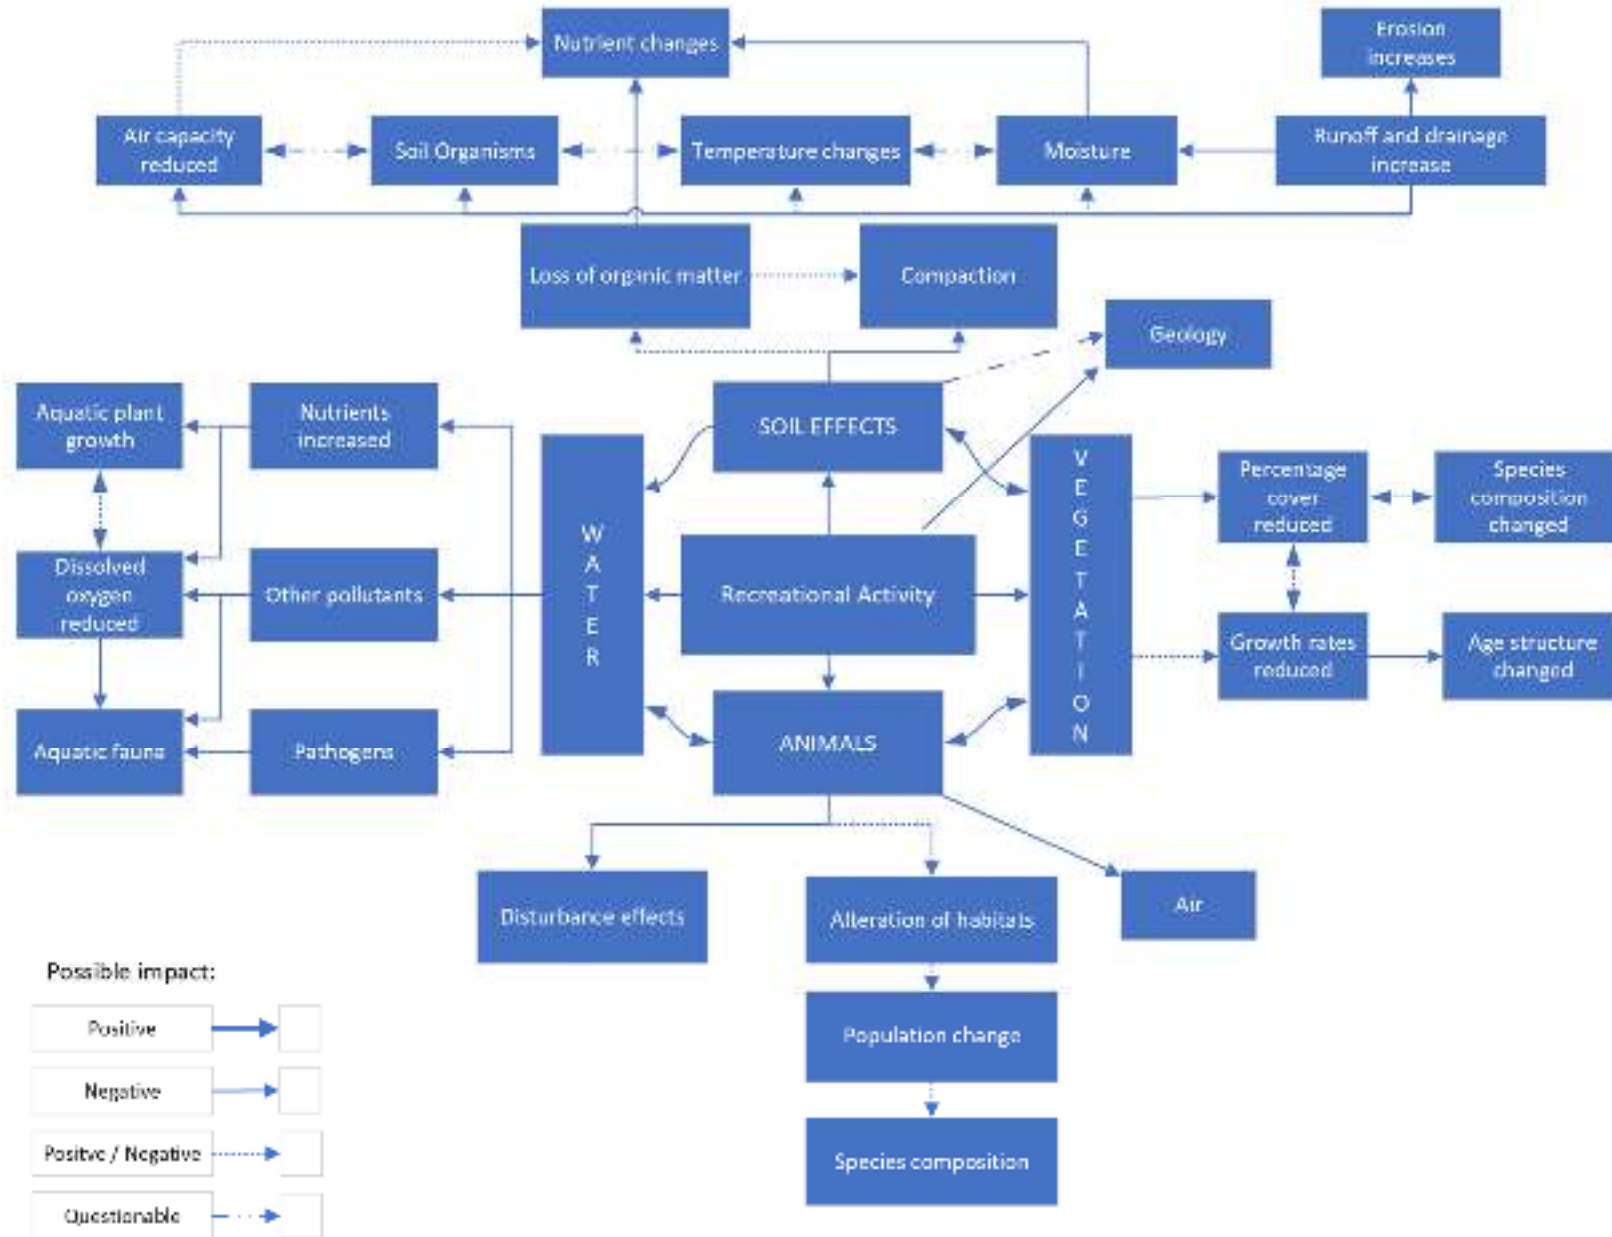 Nutrient changes
Erosion
increases
Air capacity
reduced
Soil Organisms
Temperature changes
Moisture
Runoff and drainage
increase
Loss of organic matter
Compaction
Geology
SOIL EFFECTS
Aquatic plant
growth
Nutrients
increased
W
A
T
E
R
V
E
G
E
T
A
T
I
O
N
Percentage
cover
reduced
Species
composition
changed
Dissolved
oxygen
reduced
Other pollutants
Recreational Activity
Growth rates
reduced
Age structure
changed
Aquatic fauna
Pathogens
ANIMALS
Disturbance effects
Alteration of habitats
Air
Population change
Species composition
Possible impact:
Positive
Negative
Positve / Negative
Questionable